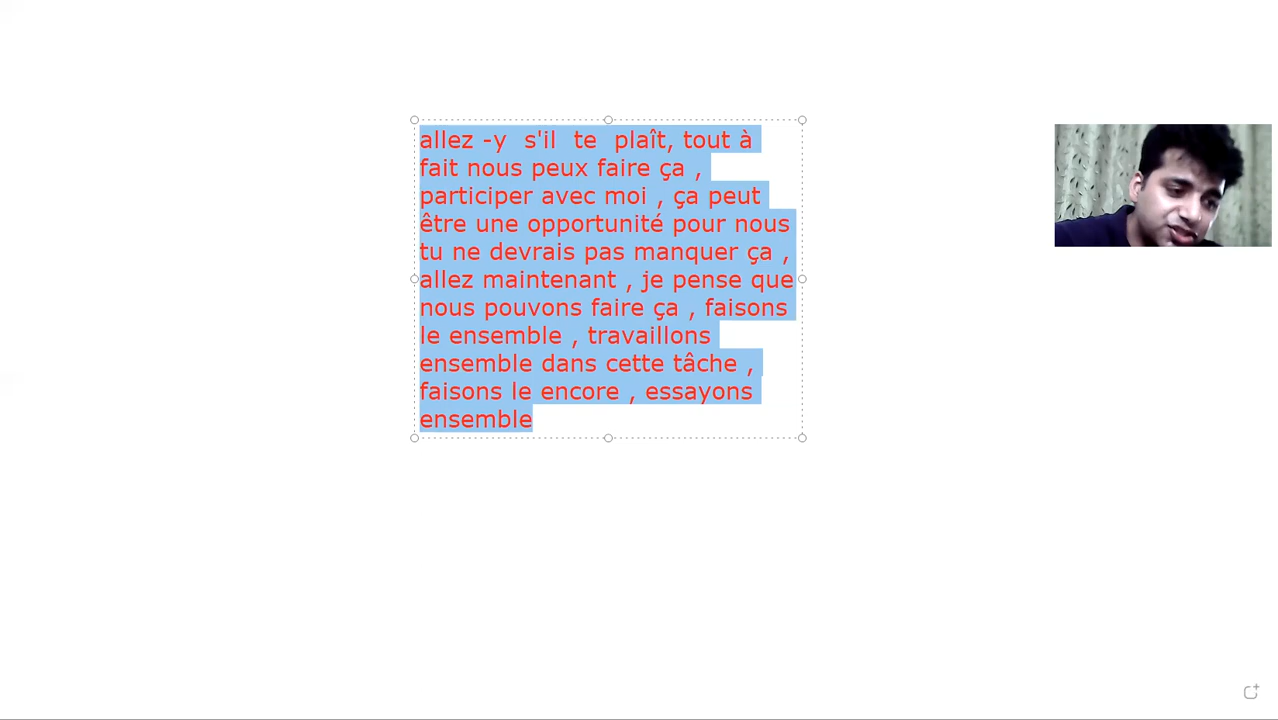 allez -y  s'il  te  plaît, tout à
fait nous peux faire ça ,
participer avec moi , ça peut
être une opportunité pour nous
tu ne devrais pas manquer ça ,
allez maintenant , je pense que
nous pouvons faire ça , faisons
le ensemble , travaillons
ensemble dans cette tâche ,
faisons le encore , essayons
ensemble